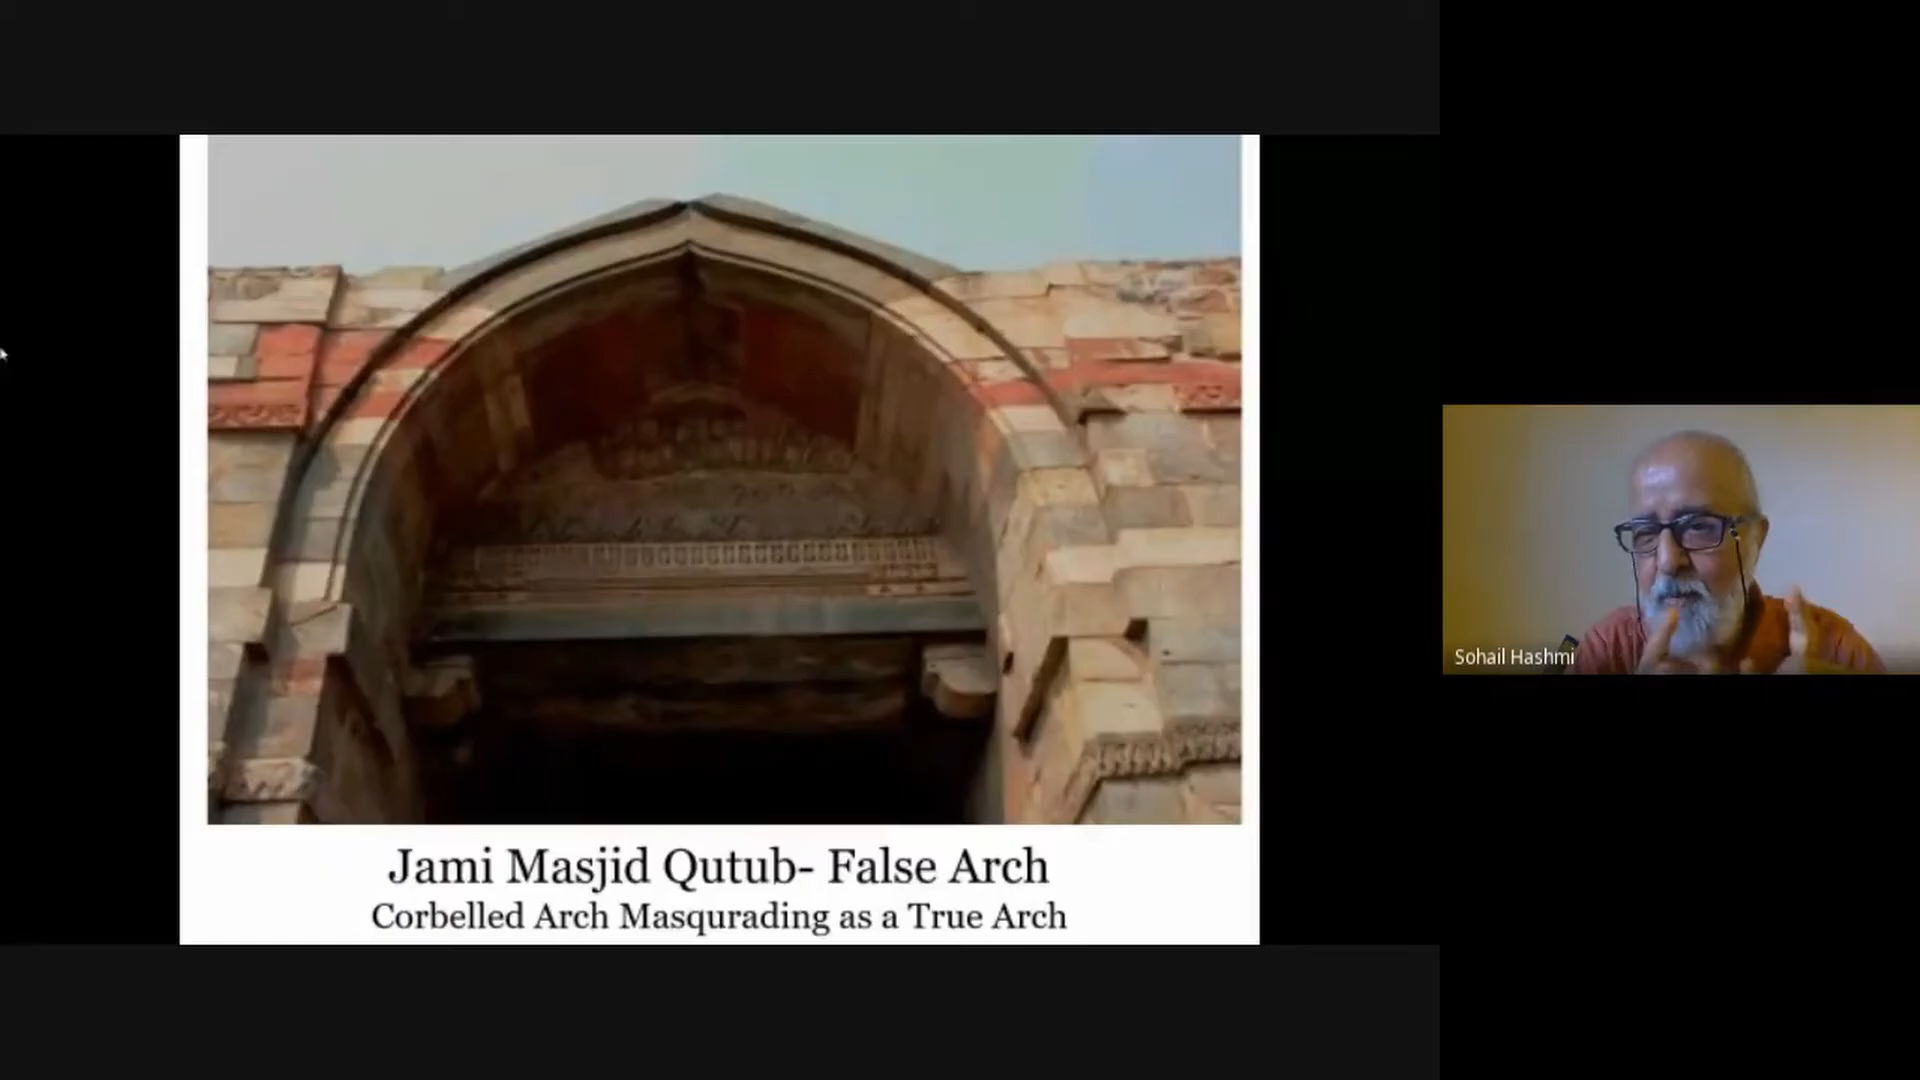 Jami Masjid Qutub- False Arch
Corbelled Arch Masqurading as a True Arch
Sohail Hashmi